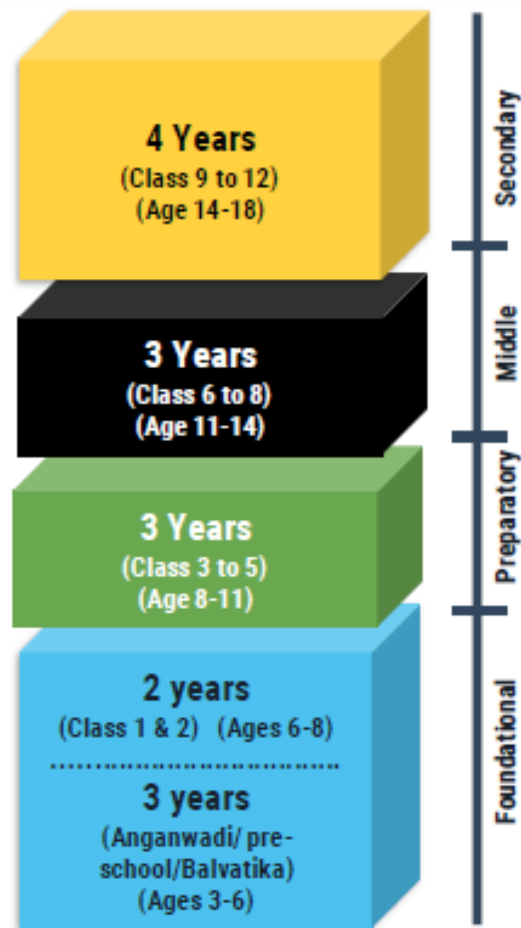 4 Years
(Class 9 to 12)
(Age 14-18)
Secondary
3 Years
(Class 6 to 8)
(Age 11-14)
Middle
3 Years
(Class 3 to 5)
(Age 8-11)
Preparatory
2 years
(Class 1 & 2) (Ages 6-8)
3 years
(Anganwadi/ pre-
school/Balvatika)
(Ages 3-6)
Foundational